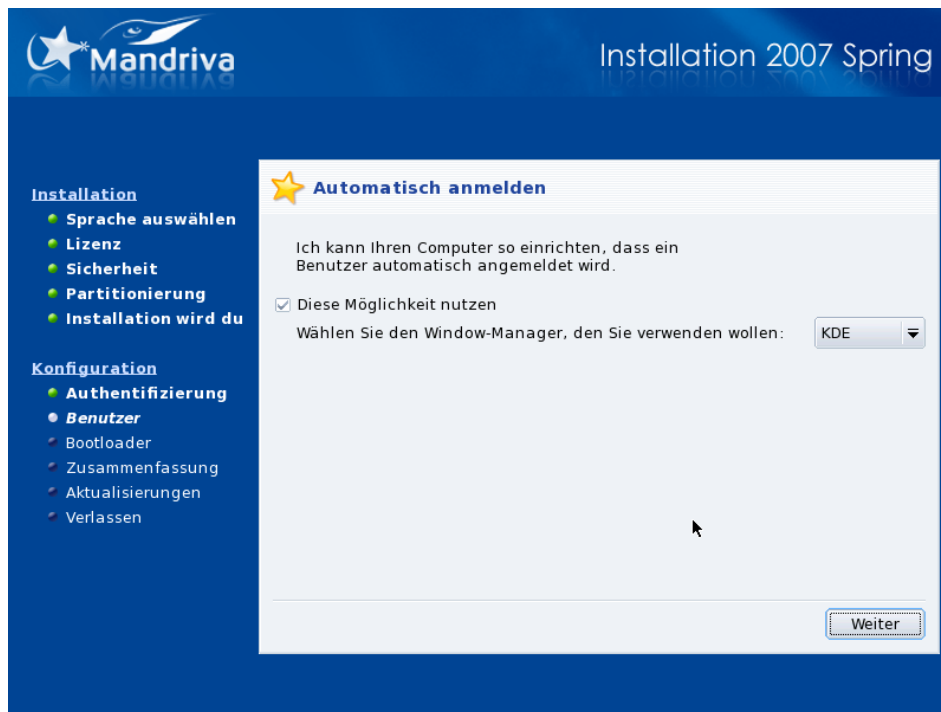 Mandriva
Installation 2007 Spring
Installation
Sprache auswählen
Lizenz
Sicherheit
Partitionierung
Installation wird du
Konfiguration
Authentifizierung
Benutzer
Bootloader
Zusammenfassung
Aktualisierungen
Verlassen
Automatisch anmelden
Ich kann Ihren Computer so einrichten, dass ein
Benutzer automatisch angemeldet wird.
Diese Möglichkeit nutzen
Wählen Sie den Window-Manager, den Sie verwenden wollen: KDE
Weiter